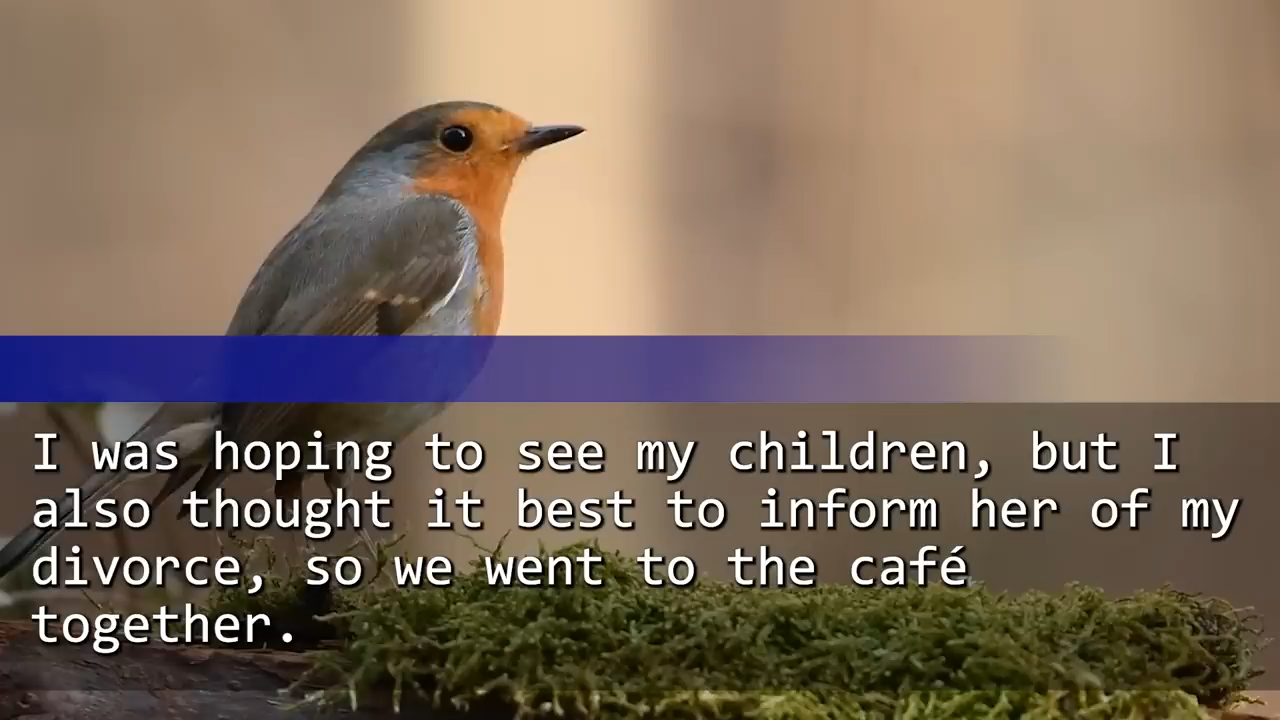 I was hoping to see my children, but I
also thought it best to inform her of my
divorce, so we went to the café
together.